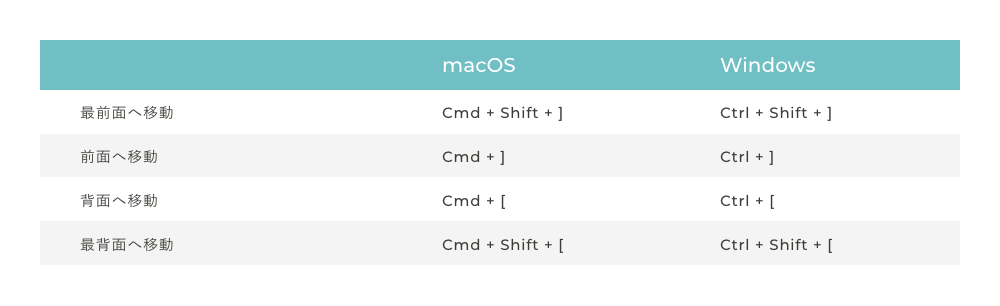 macOS Windows
最前面へ移動 Cmd + Shift + ] Ctrl + Shift + ]
前面へ移動 Cmd + ] Ctrl + ]
背面へ移動 Cmd + [ Ctrl + [
最背面へ移動 Cmd + Shift + [ Ctrl + Shift + [